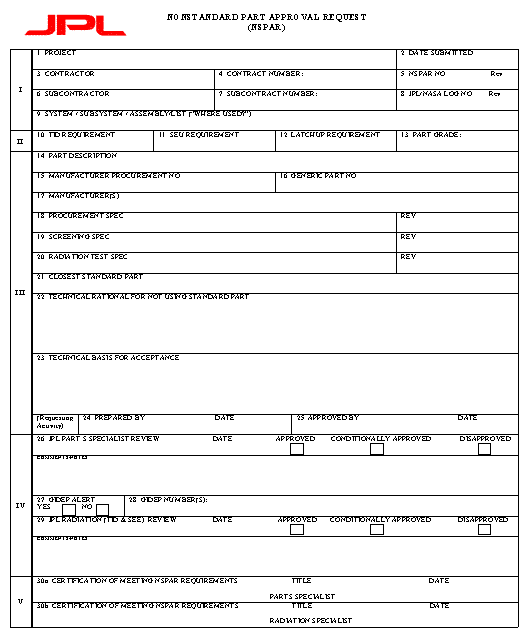 JPL
NONSTANDARD PART APPROVAL REQUEST
(NSPAR)
I
1 PROJECT
2 DATE SUBMITTED
3 CONTRACTOR
4 CONTRACT NUMBER:
5 NSPAR NO
Rev
6 SUBCONTRACTOR
7 SUBCONTRACT NUMBER:
8 JPL/NASA LOG NO
Rev
9 SYSTEM / SUBSYSTEM / ASSEMBLY/LIST ("WHERE USED?")
II
10 TID REQUIREMENT
11 SEU REQUIREMENT
12 LATCHUP REQUIREMENT
13 PART GRADE:
III
14 PART DESCRIPTION
15 MANUFACTURER PROCUREMENT NO
16 GENERIC PART NO
17 MANUFACTURER(S)
18 PROCUREMENT SPEC
REV
19 SCREENING SPEC
REV
20 RADIATION TEST SPEC
REV
21 CLOSEST STANDARD PART
22 TECHNICAL RATIONAL FOR NOT USING STANDARD PART
23 TECHNICAL BASIS FOR ACCEPTANCE
(Requesting
Activity)
24 PREPARED BY
DATE
25 APPROVED BY
DATE
IV
26 JPL PARTS SPECIALIST REVIEW
DATE
APPROVED
CONDITIONALLY APPROVED
DISAPPROVED
27 GIDEP ALERT
YES
NO
28 GIDEP NUMBER(S):
29 JPL RADIATION (TID & SEE) REVIEW
DATE
APPROVED
CONDITIONALLY APPROVED
DISAPPROVED
V
30a CERTIFICATION OF MEETING NSPAR REQUIREMENTS
TITLE
DATE
PARTS SPECIALIST
30b CERTIFICATION OF MEETING NSPAR REQUIREMENTS
TITLE
DATE
RADIATION SPECIALIST